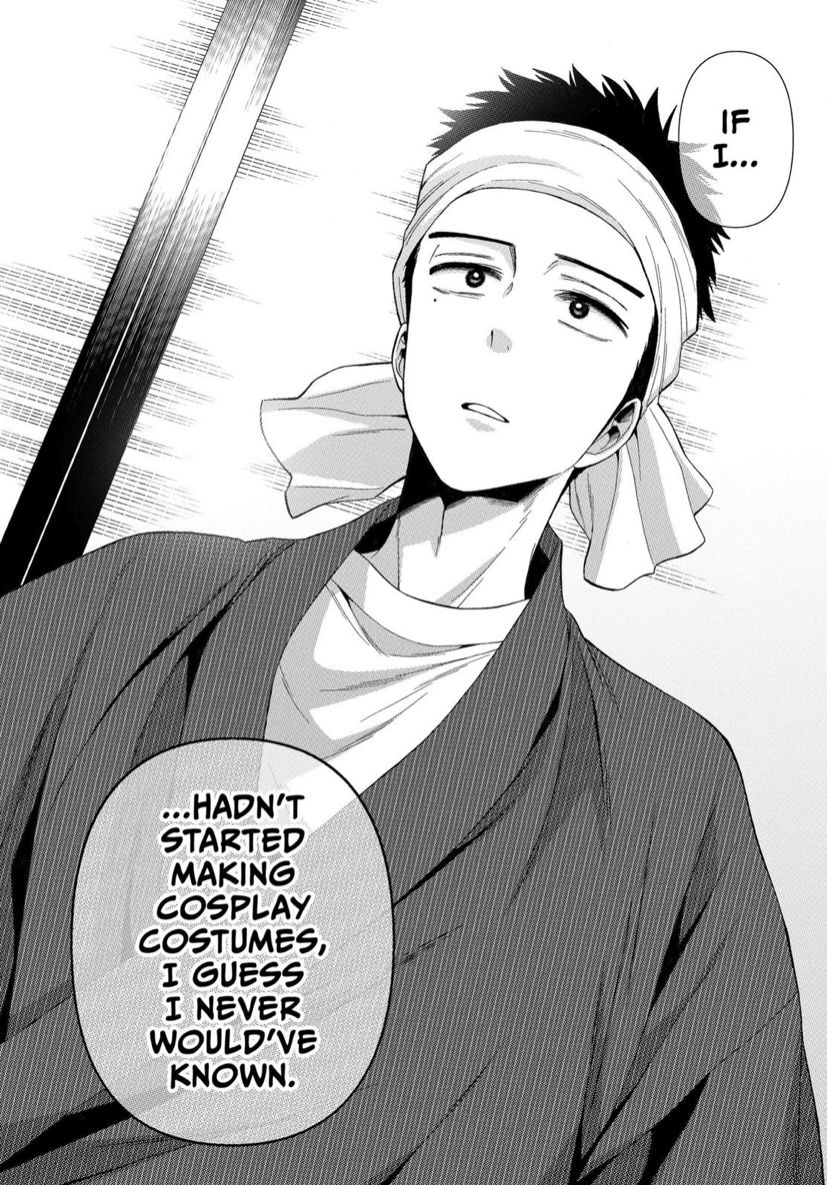 IF
I...
...HADN'T
STARTED
MAKING
COSPLAY
COSTUMES,
I GUESS
I NEVER
WOULD'VE
KNOWN.